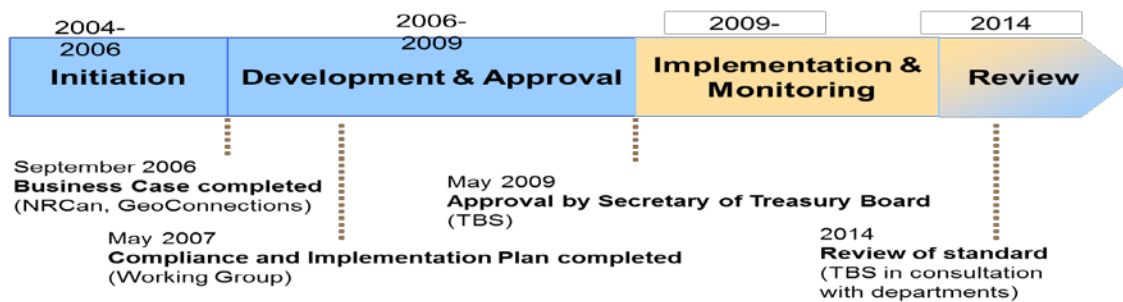 2004-
2006
2006-
2009
2009-
2014
Initiation
Development & Approval
Implementation &
Monitoring
Review
September 2006
Business Case completed
(NRCan, GeoConnections)
May 2007
Compliance and Implementation Plan completed
(Working Group)
May 2009
Approval by Secretary of Treasury Board
(TBS)
2014
Review of standard
(TBS in consultation
with departments)